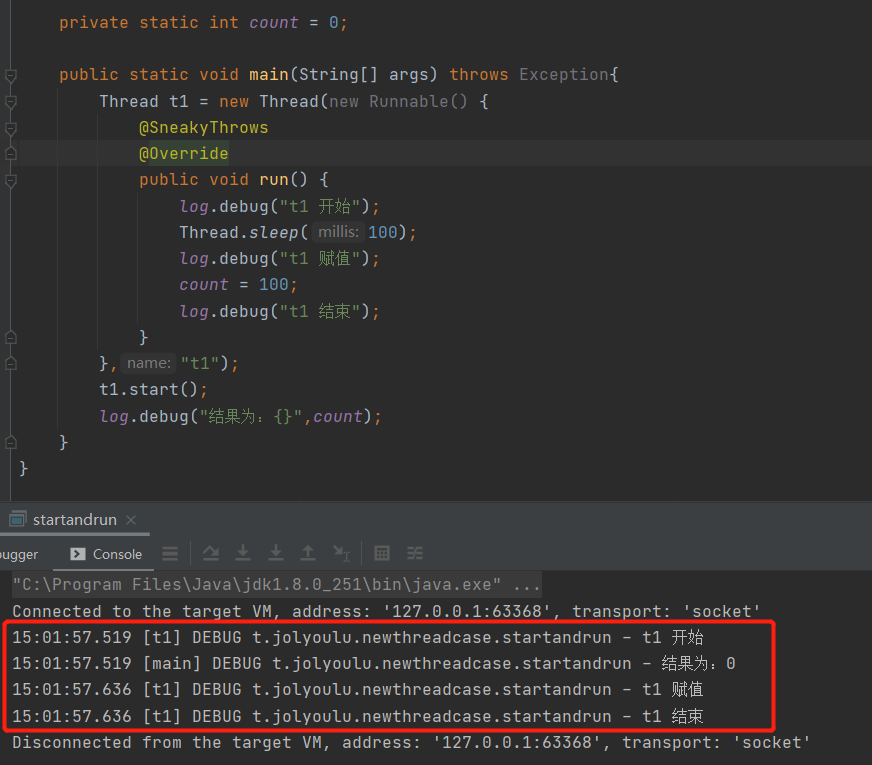 private static int count = 0;
public static void main(String[] args) throws Exception{
Thread t1 = new Thread(new Runnable() {
@SneakyThrows
@Override
public void run() {
log.debug("t1 开始");
Thread.sleep( millis: 100);
log.debug("t1 赋值");
count = 100;
log.debug("t1 结束");
}
}, name: "t1");
t1.start();
log.debug("结果为：{}",count);
}
}
startandrun
ougger Console
"C:\Program Files\Java\jdk1.8.0_251\bin\java.exe" ...
Connected to the target VM, address: '127.0.0.1:63368', transport: 'socket'
15:01:57.519 [t1] DEBUG t.jolyoulu.newthreadcase.startandrun - t1 开始
15:01:57.519 [main] DEBUG t.jolyoulu.newthreadcase.startandrun - 结果为：0
15:01:57.636 [t1] DEBUG t.jolyoulu.newthreadcase.startandrun - t1 赋值
15:01:57.636 [t1] DEBUG t.jolyoulu.newthreadcase.startandrun - t1 结束
Disconnected from the target VM, address: '127.0.0.1:63368', transport: 'socket'